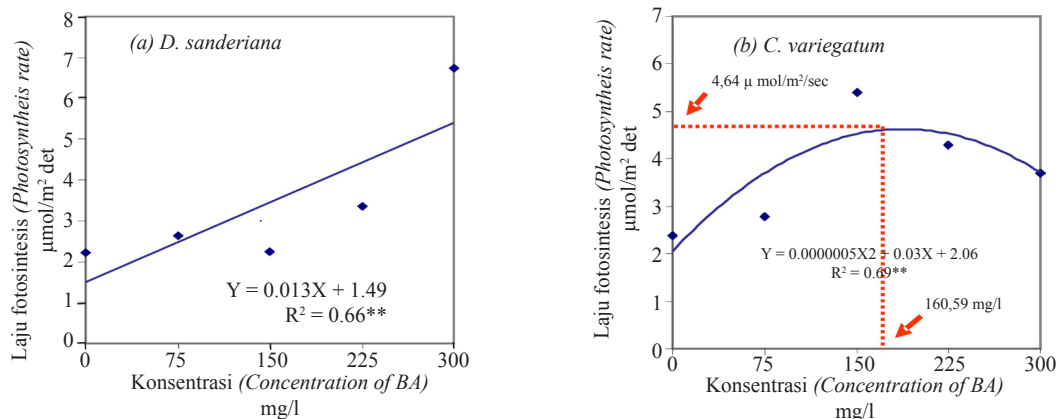 (a) D. sanderiana
Laju fotosintesis (Photosyntheis rate)
µmol/m² det
8
7
6
5
4
3
2
1
0
Y = 0.013X + 1.49
R² = 0.66**
0 75 150 225 300
Konsentrasi (Concentration of BA)
mg/l
(b) C. variegatum
Laju fotosintesis (Photosyntheis rate)
µmol/m² det
7
6
5
4
3
2
1
0
4,64 µ mol/m²/sec
Y = 0.0000005X2 + 0.03X + 2.06
R² = 0.69**
160,59 mg/l
0 75 150 225 300
Konsentrasi (Concentration of BA)
mg/l